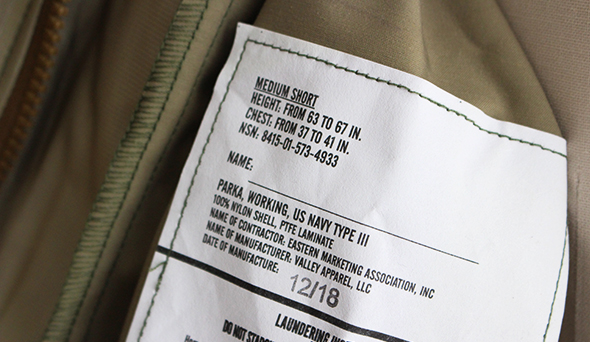 MEDIUM SHORT
HEIGHT: FROM 63 TO 67 IN.
CHEST: FROM 37 TO 41 IN.
NSN: 8415-01-573-4933
NAME:
PARKA, WORKING, US NAVY TYPE III
100% NYLON SHELL, PTFE LAMINATE
NAME OF CONTRACTOR: EASTERN MARKETING ASSOCIATION, INC
NAME OF MANUFACTURER: VALLEY APPAREL, LLC
DATE OF MANUFACTURE: 12/18
LAUNDERING
DO NOT